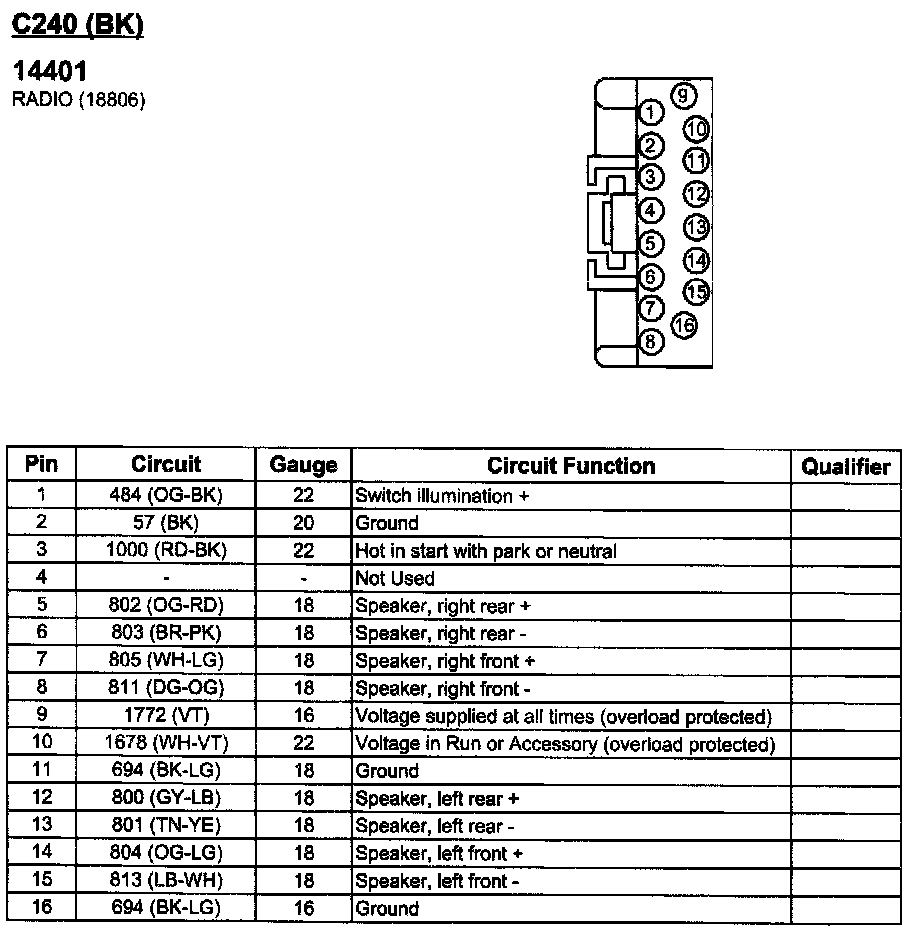 C240 (BK)
14401
RADIO (18806)
9
1
10
2
11
3
12
4
13
5
14
6
15
7
16
8
Pin Circuit Gauge Circuit Function Qualifier
1 484 (OG-BK) 22 Switch illumination +
2 57 (BK) 20 Ground
3 1000 (RD-BK) 22 Hot in start with park or neutral
4 - - Not Used
5 802 (OG-RD) 18 Speaker, right rear +
6 803 (BR-PK) 18 Speaker, right rear -
7 805 (WH-LG) 18 Speaker, right front +
8 811 (DG-OG) 18 Speaker, right front -
9 1772 (VT) 16 Voltage supplied at all times (overload protected)
10 1678 (WH-VT) 22 Voltage in Run or Accessory (overload protected)
11 694 (BK-LG) 18 Ground
12 800 (GY-LB) 18 Speaker, left rear +
13 801 (TN-YE) 18 Speaker, left rear -
14 804 (OG-LG) 18 Speaker, left front +
15 813 (LB-WH) 18 Speaker, left front -
16 694 (BK-LG) 16 Ground